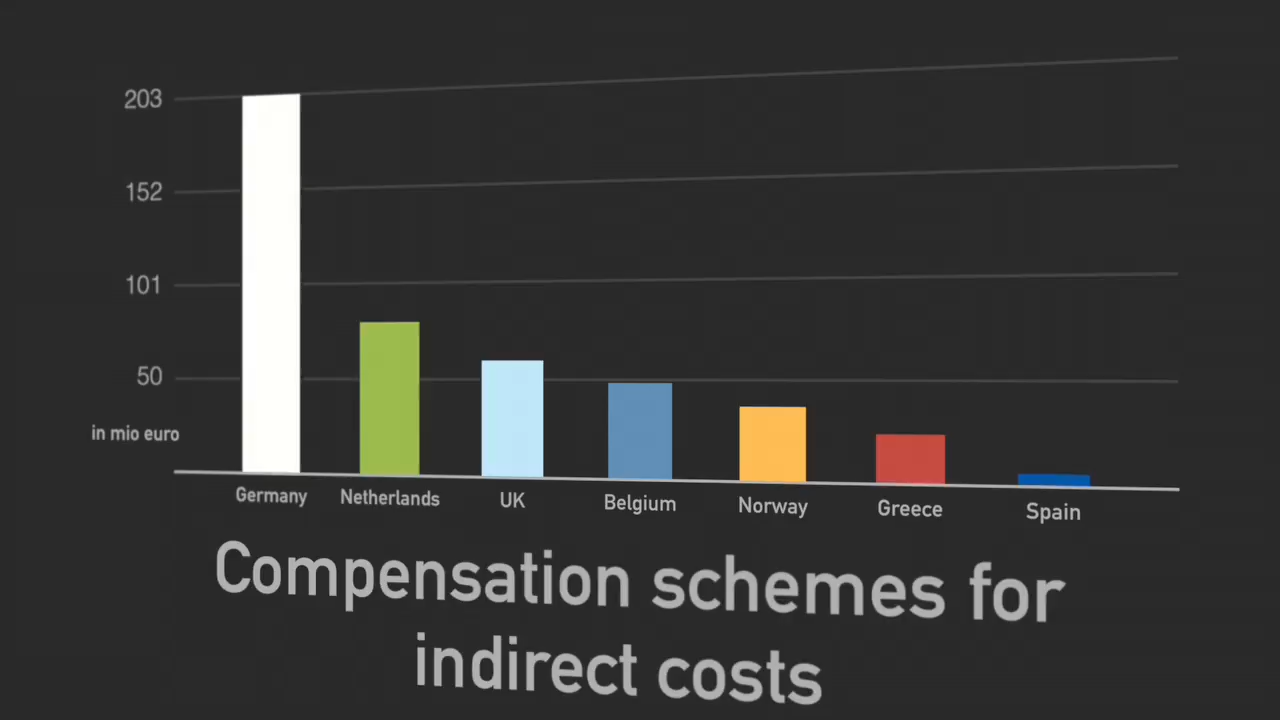 203
152
101
50
in mio euro
Germany Netherlands UK Belgium Norway Greece Spain
Compensation schemes for
indirect costs